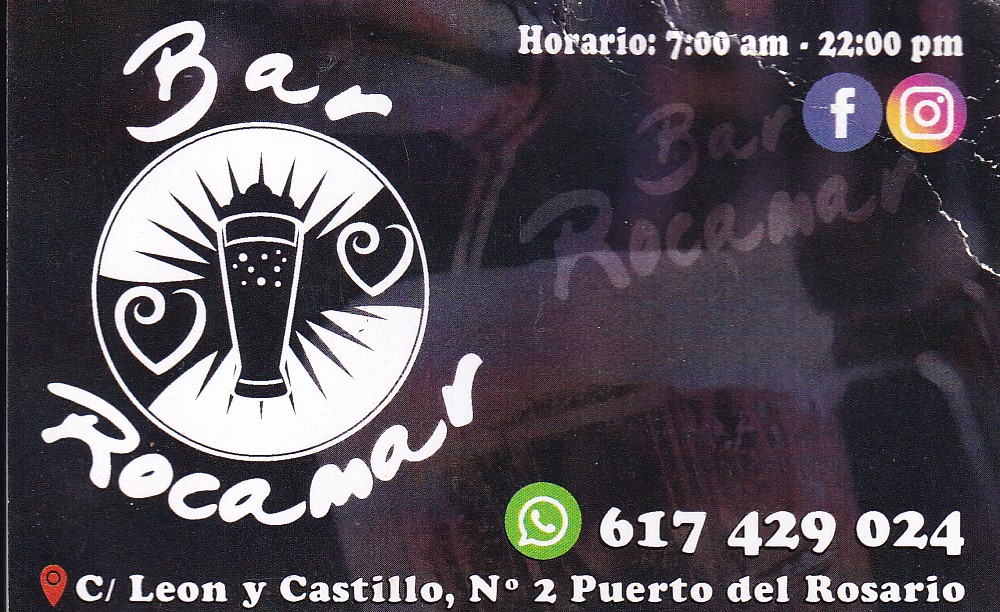 Bar
Rocamar
Horario: 7:00 am - 22:00 pm
Bar
Rocamar
617 429 024
C/ Leon y Castillo, Nº 2 Puerto del Rosario